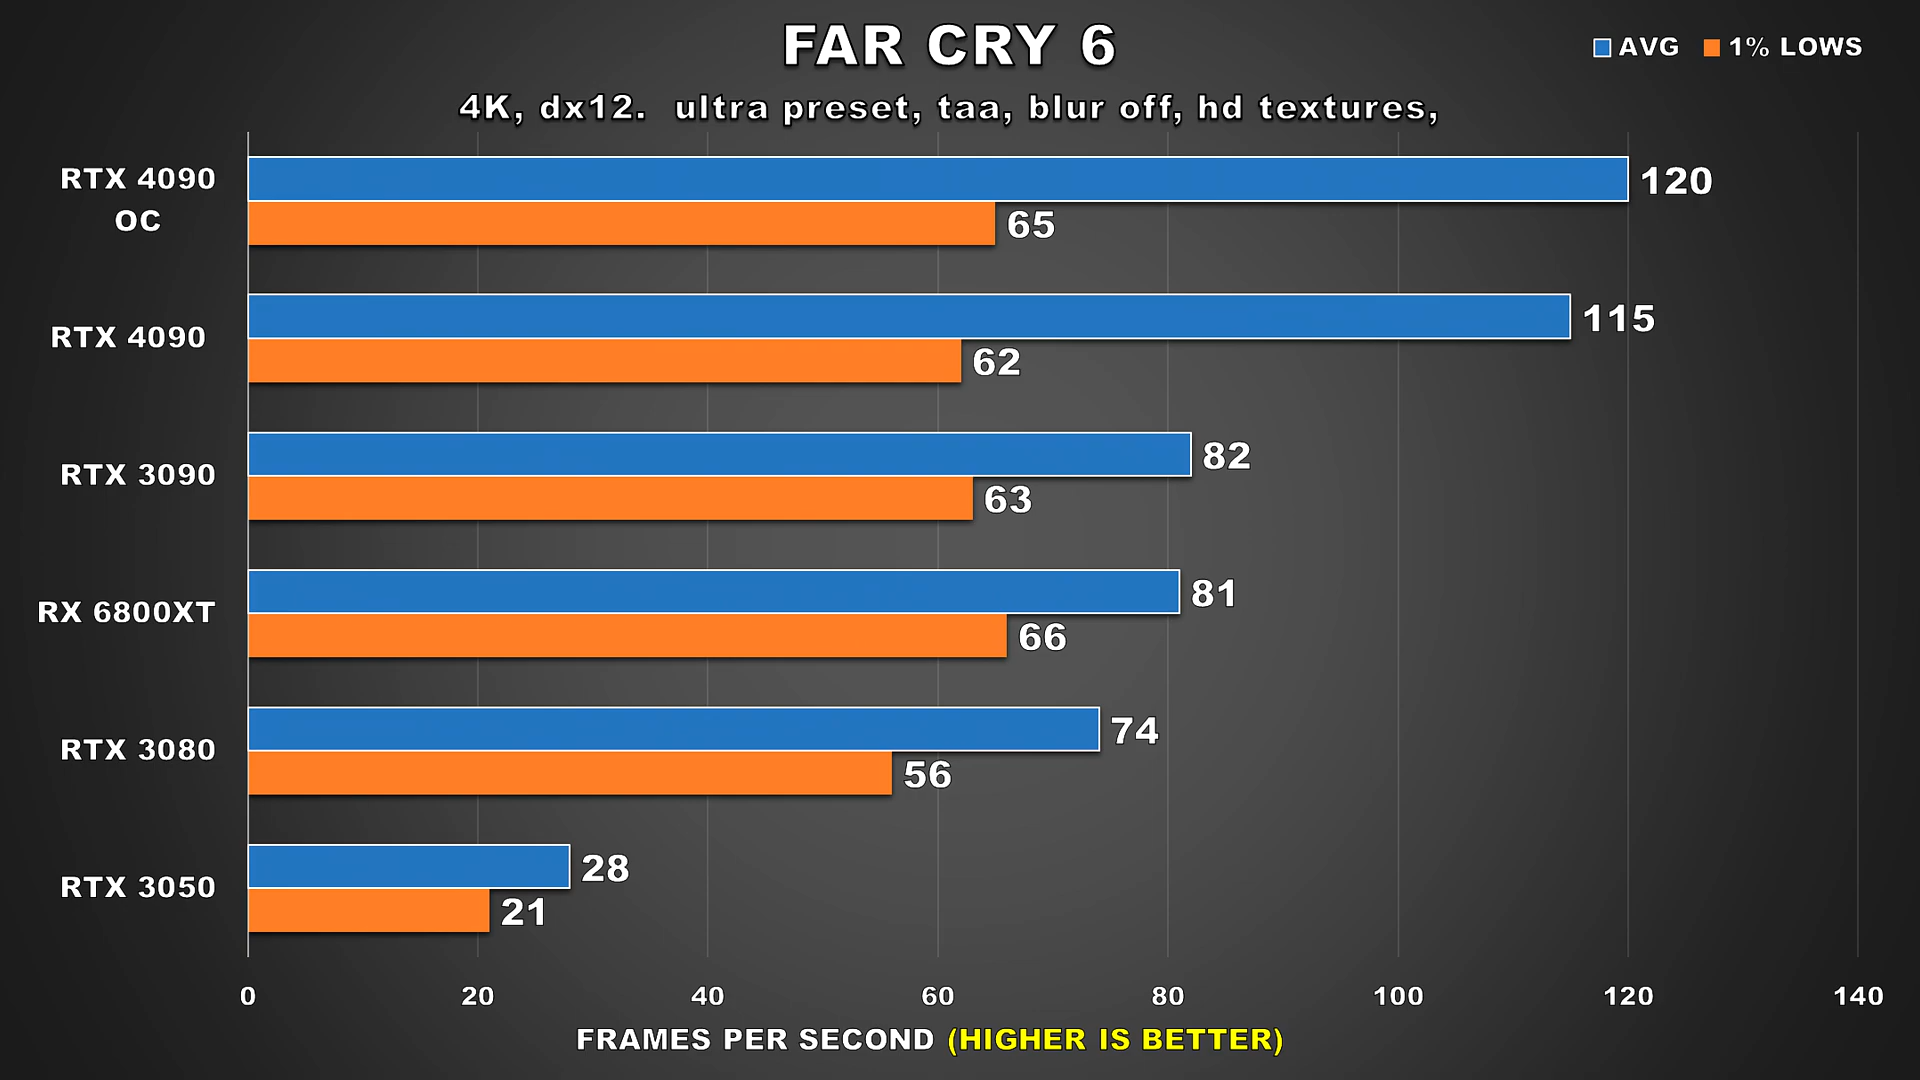 FAR CRY 6
AVG 1% LOWS
4K, dx12.  ultra preset, taa, blur off, hd textures,
RTX 4090
OC
120
65
RTX 4090
115
62
RTX 3090
82
63
RX 6800XT
81
66
RTX 3080
74
56
RTX 3050
28
21
0 20 40 60 80 100 120 140
FRAMES PER SECOND (HIGHER IS BETTER)